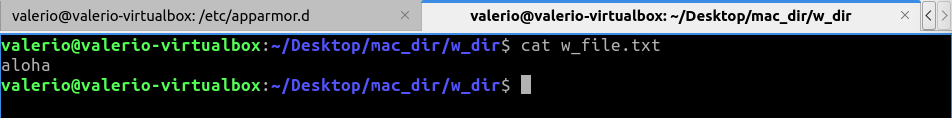 valerio@valerio-virtualbox: /etc/apparmor.d × valerio@valerio-virtualbox: ~/Desktop/mac_dir/w_dir × < >
valerio@valerio-virtualbox:~/Desktop/mac_dir/w_dir$ cat w_file.txt
aloha
valerio@valerio-virtualbox:~/Desktop/mac_dir/w_dir$